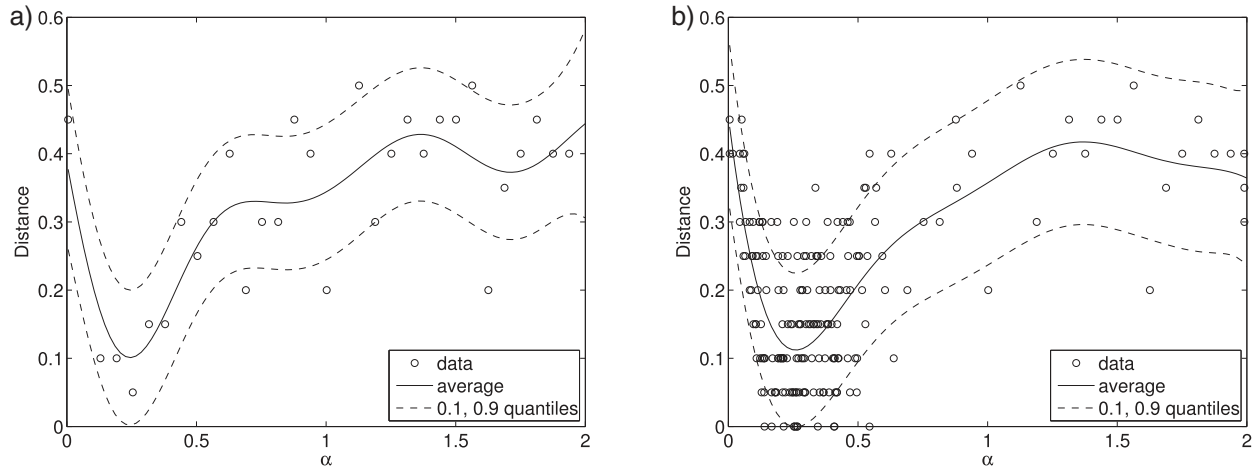 a)
0.6
0.5
0.4
0.3
0.2
0.1
0
Distance
0 0.5 1 1.5 2
α
data
average
0.1, 0.9 quantiles
b)
0.6
0.5
0.4
0.3
0.2
0.1
0
Distance
0 0.5 1 1.5 2
α
data
average
0.1, 0.9 quantiles